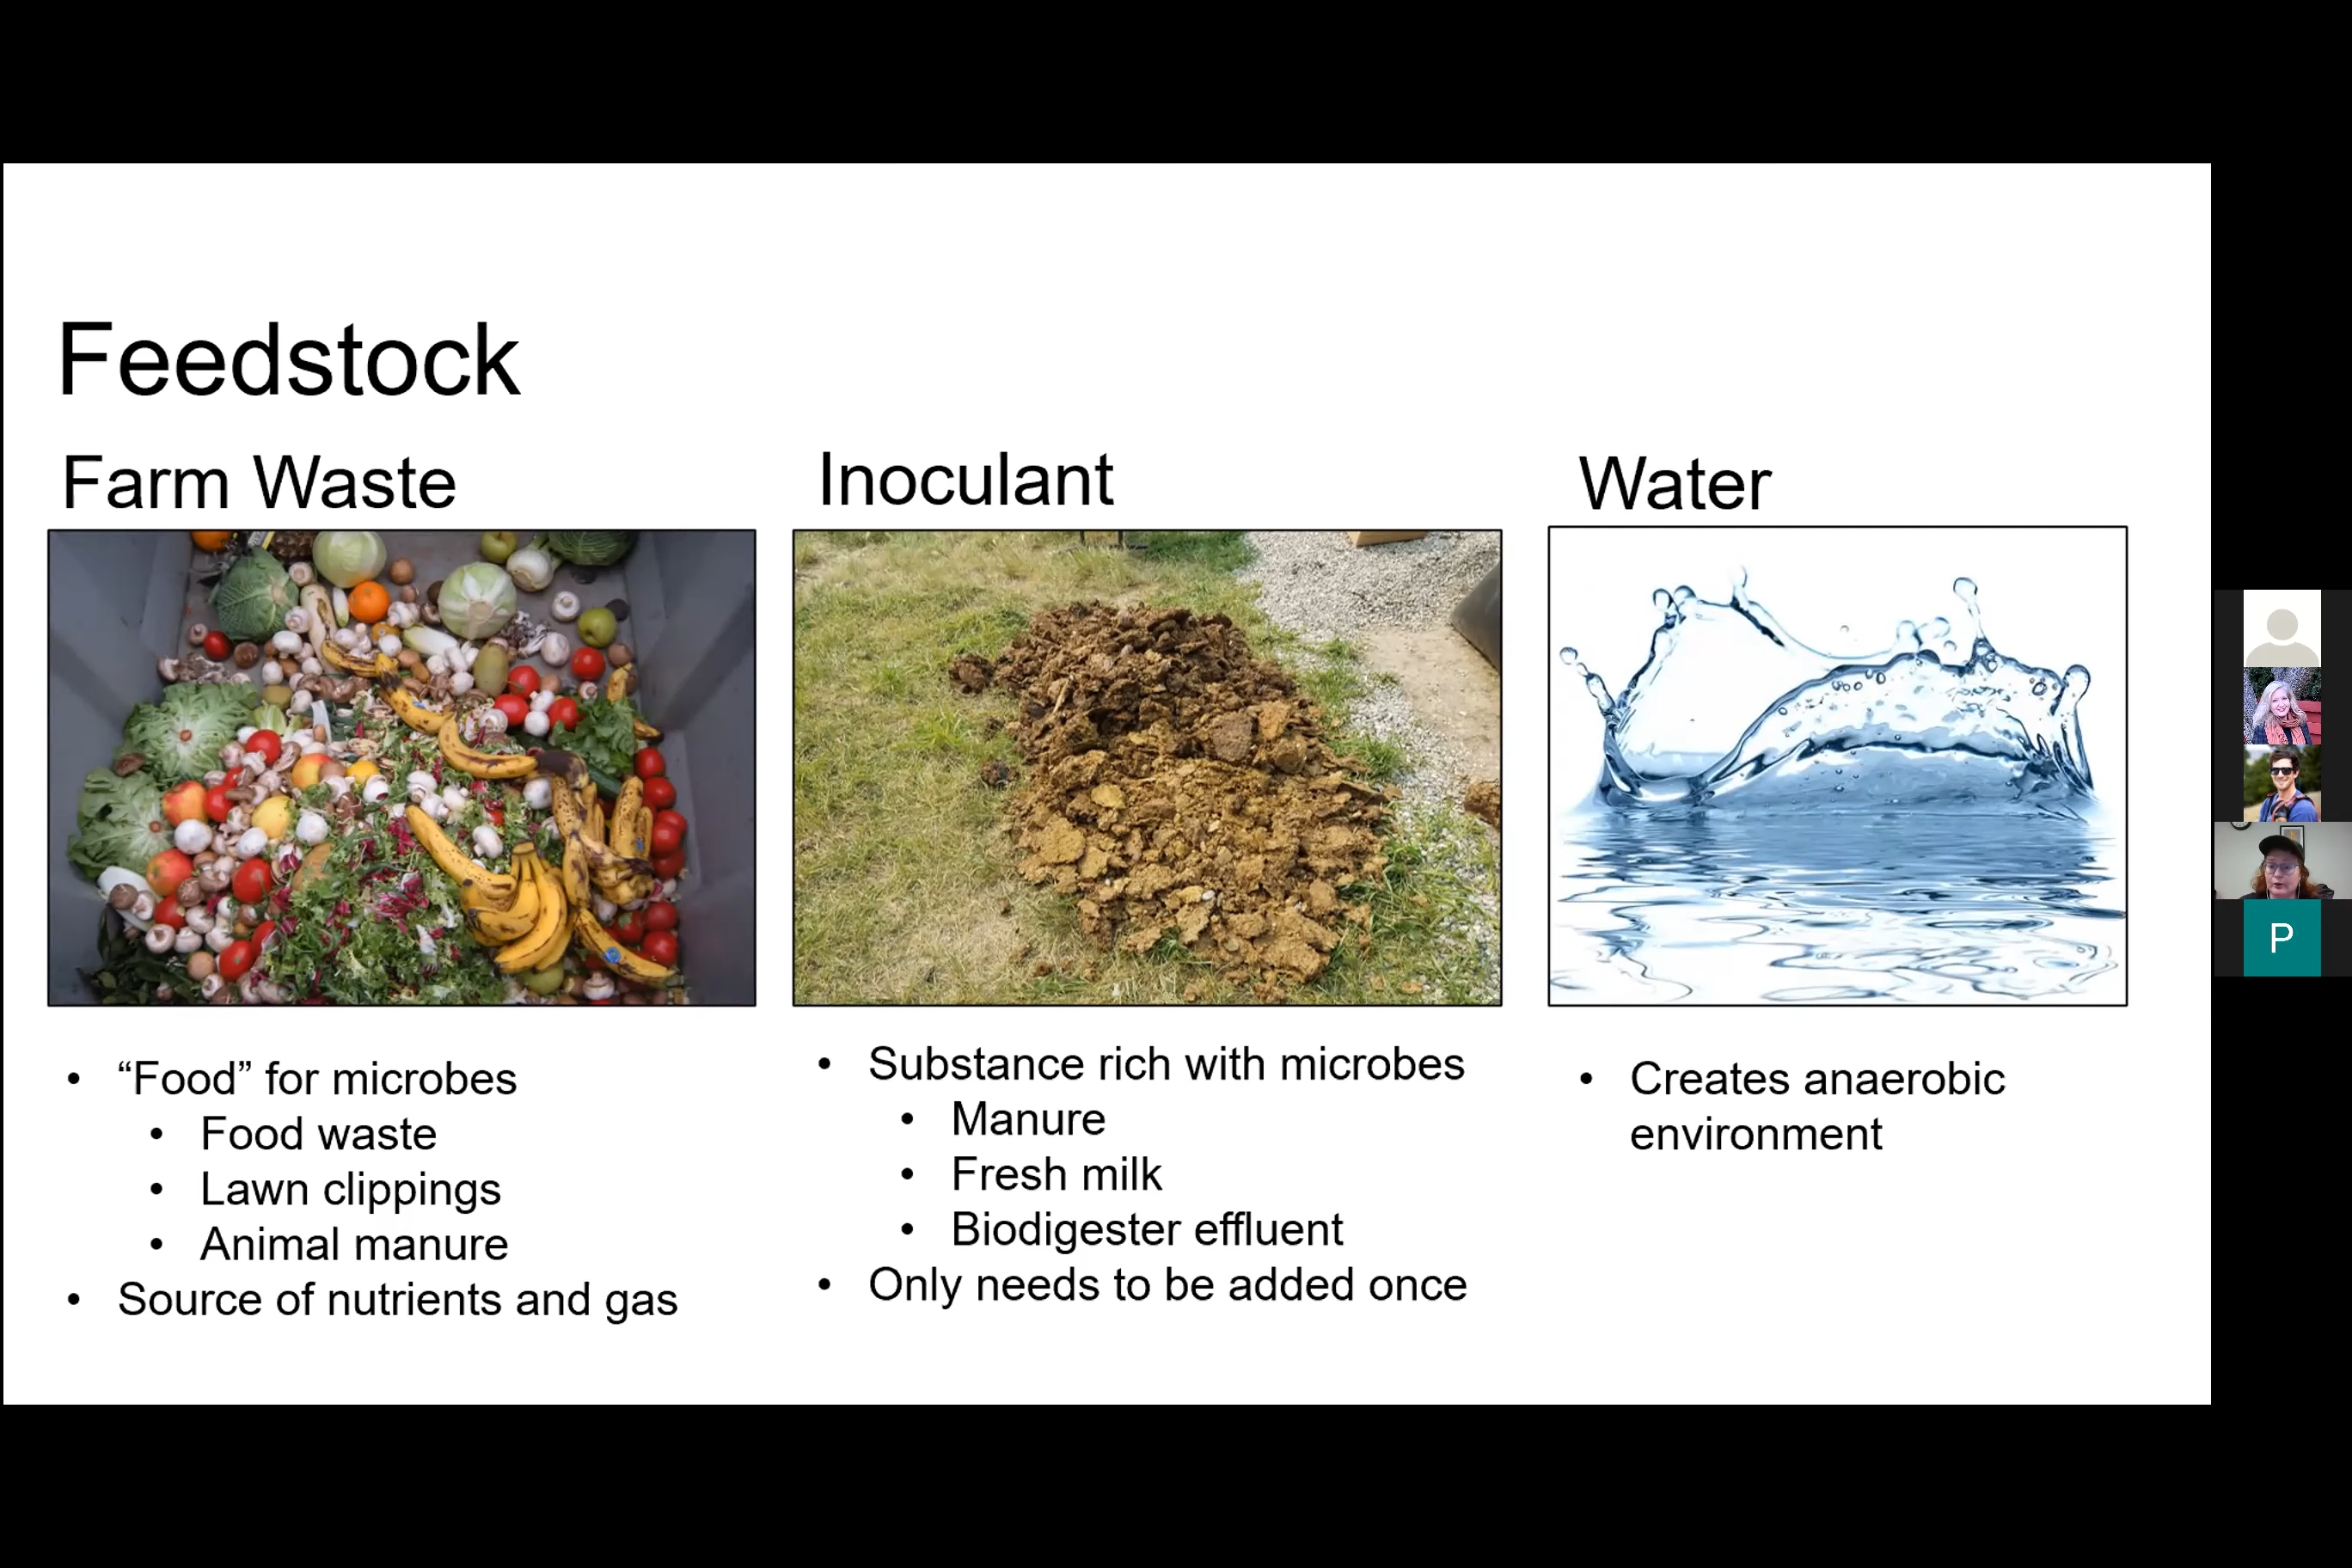 Feedstock
Farm Waste
“Food” for microbes
Food waste
Lawn clippings
Animal manure
Source of nutrients and gas
Inoculant
Substance rich with microbes
Manure
Fresh milk
Biodigester effluent
Only needs to be added once
Water
Creates anaerobic
environment
P